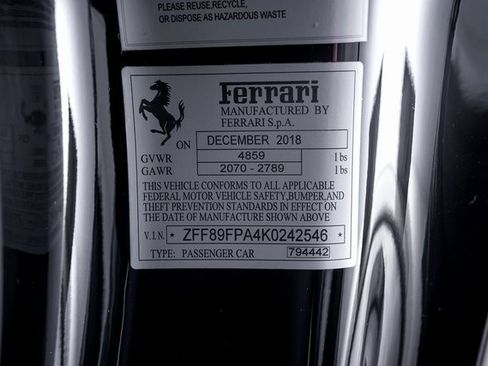 PLEASE REUSE, RECYCLE,
OR DISPOSE AS HAZARDOUS WASTE
Ferrari
MANUFACTURED BY
FERRARI S.p.A.
ON DECEMBER 2018
GVWR 4859 lbs
GAWR 2070 - 2789 lbs
THIS VEHICLE CONFORMS TO ALL APPLICABLE
FEDERAL MOTOR VEHICLE SAFETY,BUMPER,AND
THEFT PREVENTION STANDARDS IN EFFECT ON
THE DATE OF MANUFACTURE SHOWN ABOVE
V.I.N. * ZFF89FPA4K0242546 *
TYPE: PASSENGER CAR 794442